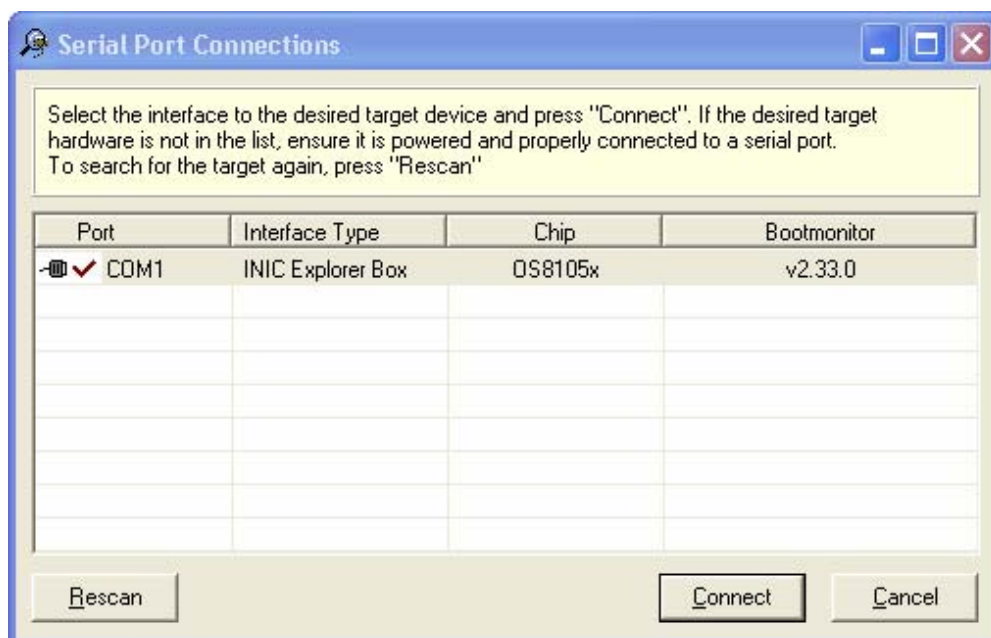 Serial Port Connections
Select the interface to the desired target device and press "Connect". If the desired target
hardware is not in the list, ensure it is powered and properly connected to a serial port.
To search for the target again, press "Rescan"
Port Interface Type Chip Bootmonitor
COM1 INIC Explorer Box OS8105x v2.33.0
Rescan Connect Cancel